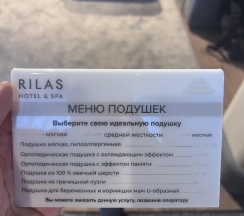 RILAS
HOTEL & SPA
МЕНЮ ПОДУШЕК
Выберите свою идеальную подушку
- мягкая средней жесткости - жесткая
Подушка мягкая, гипоаллергенная
Ортопедическая подушка с охлаждающим эффектом
Ортопедическая подушка с эффектом памяти
Подушка из 100 % овечьей шерсти
Подушка из гречишной лузги
Подушка для беременных и кормящих мам U-образная
Вы можете заказать данную услугу, позвонив оператору